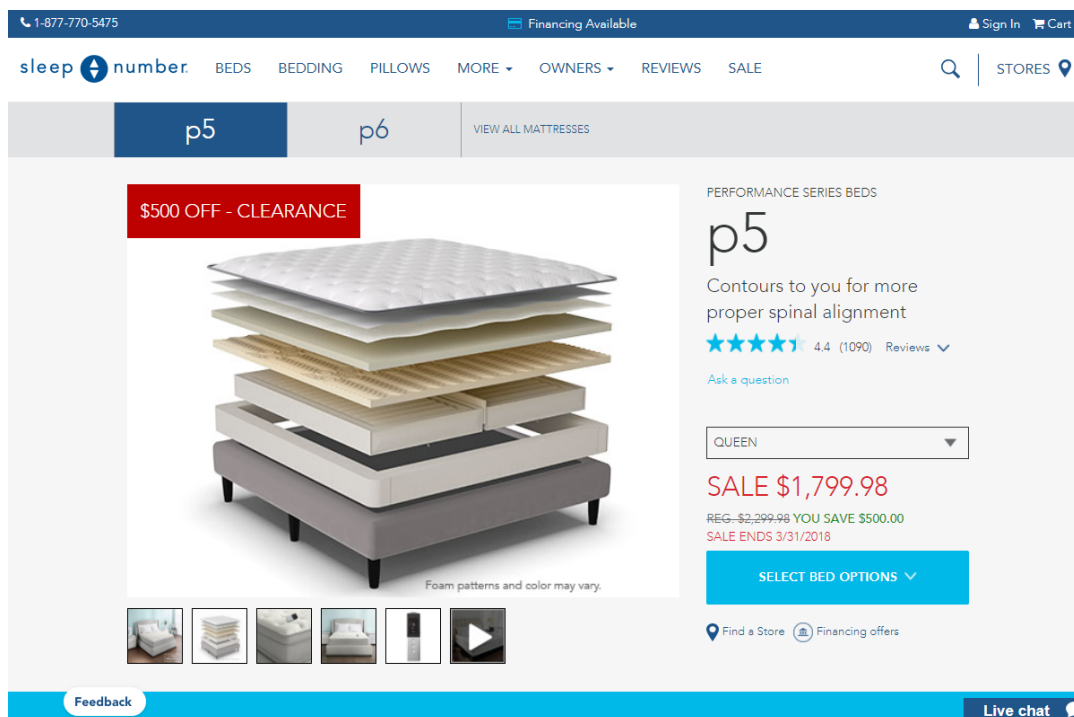 1-877-770-5475
Financing Available
Sign In Cart
sleep number. BEDS BEDDING PILLOWS MORE OWNERS REVIEWS SALE STORES
p5 p6 VIEW ALL MATTRESSES
$500 OFF - CLEARANCE
Foam patterns and color may vary.
PERFORMANCE SERIES BEDS
p5
Contours to you for more
proper spinal alignment
4.4 (1090) Reviews
Ask a question
QUEEN
SALE $1,799.98
REG. $2,299.98 YOU SAVE $500.00
SALE ENDS 3/31/2018
SELECT BED OPTIONS
Find a Store Financing offers
Feedback
Live chat